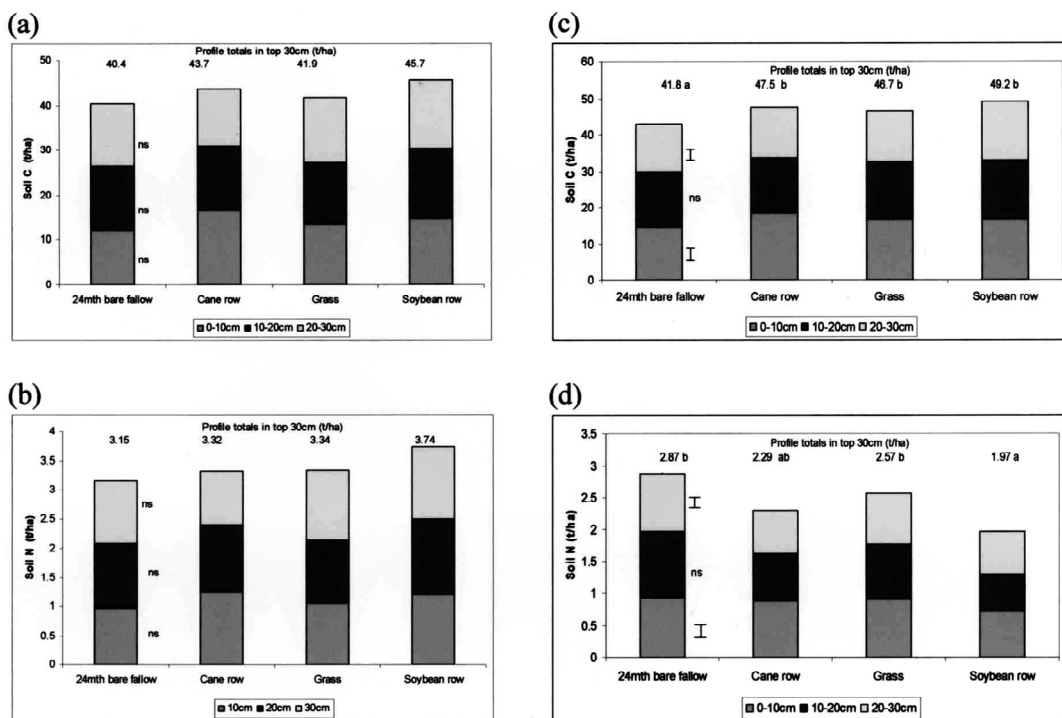 (a)
Profile totals in top 30cm (t/ha)
40.4 43.7 41.9 45.7
50
40
30
20
10
0
Soil C (t/ha)
ns
ns
ns
24mth bare fallow Cane row Grass Soybean row
0-10cm 10-20cm 20-30cm
(c)
Profile totals in top 30cm (t/ha)
41.8 a 47.5 b 46.7 b 49.2 b
60
50
40
30
20
10
0
Soil C (t/ha)
ns
24mth bare fallow Cane row Grass Soybean row
0-10cm 10-20cm 20-30cm
(b)
Profile totals in top 30cm (t/ha)
3.15 3.32 3.34 3.74
4
3.5
3
2.5
2
1.5
1
0.5
0
Soil N (t/ha)
ns
ns
ns
24mth bare fallow Cane row Grass Soybean row
10cm 20cm 30cm
(d)
Profile totals in top 30cm (t/ha)
2.87 b 2.29 ab 2.57 b 1.97 a
3.5
3
2.5
2
1.5
1
0.5
0
Soil N (t/ha)
ns
24mth bare fallow Cane row Grass Soybean row
0-10cm 10-20cm 20-30cm